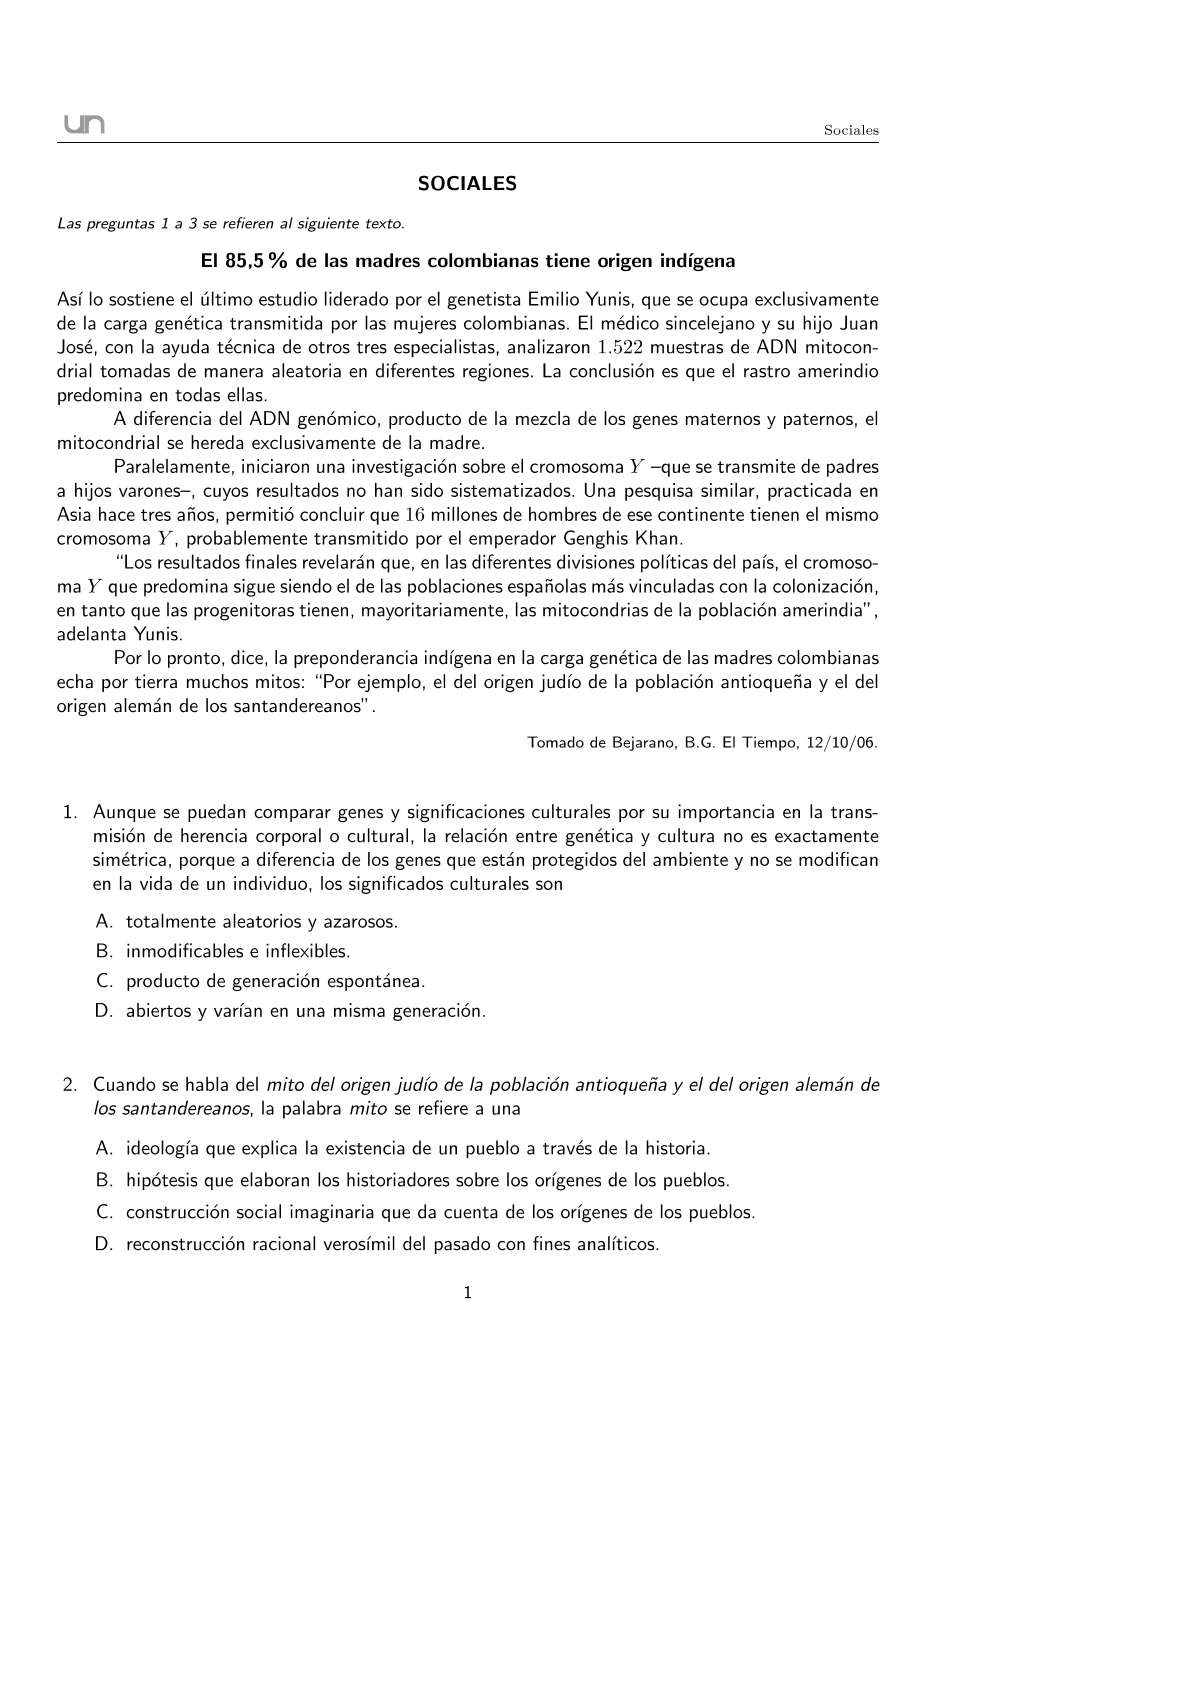 un
Sociales
SOCIALES
Las preguntas 1 a 3 se refieren al siguiente texto.
El 85,5 % de las madres colombianas tiene origen indígena
Así lo sostiene el último estudio liderado por el genetista Emilio Yunis, que se ocupa exclusivamente
de la carga genética transmitida por las mujeres colombianas. El médico sincelejano y su hijo Juan
José, con la ayuda técnica de otros tres especialistas, analizaron 1.522 muestras de ADN mitocon-
drial tomadas de manera aleatoria en diferentes regiones. La conclusión es que el rastro amerindio
predomina en todas ellas.
A diferencia del ADN genómico, producto de la mezcla de los genes maternos y paternos, el
mitocondrial se hereda exclusivamente de la madre.
Paralelamente, iniciaron una investigación sobre el cromosoma Y –que se transmite de padres
a hijos varones–, cuyos resultados no han sido sistematizados. Una pesquisa similar, practicada en
Asia hace tres años, permitió concluir que 16 millones de hombres de ese continente tienen el mismo
cromosoma Y, probablemente transmitido por el emperador Genghis Khan.
“Los resultados finales revelarán que, en las diferentes divisiones políticas del país, el cromoso-
ma Y que predomina sigue siendo el de las poblaciones españolas más vinculadas con la colonización,
en tanto que las progenitoras tienen, mayoritariamente, las mitocondrias de la población amerindia”,
adelanta Yunis.
Por lo pronto, dice, la preponderancia indígena en la carga genética de las madres colombianas
echa por tierra muchos mitos: “Por ejemplo, el del origen judío de la población antioqueña y el del
origen alemán de los santandereanos”.
Tomado de Bejarano, B.G. El Tiempo, 12/10/06.
1. Aunque se puedan comparar genes y significaciones culturales por su importancia en la trans-
misión de herencia corporal o cultural, la relación entre genética y cultura no es exactamente
simétrica, porque a diferencia de los genes que están protegidos del ambiente y no se modifican
en la vida de un individuo, los significados culturales son
A. totalmente aleatorios y azarosos.
B. inmodificables e inflexibles.
C. producto de generación espontánea.
D. abiertos y varían en una misma generación.
2. Cuando se habla del mito del origen judío de la población antioqueña y el del origen alemán de
los santandereanos, la palabra mito se refiere a una
A. ideología que explica la existencia de un pueblo a través de la historia.
B. hipótesis que elaboran los historiadores sobre los orígenes de los pueblos.
C. construcción social imaginaria que da cuenta de los orígenes de los pueblos.
D. reconstrucción racional verosímil del pasado con fines analíticos.
1